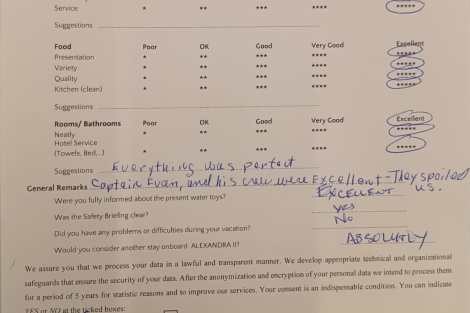 Service * ** *** **** *****
Suggestions
Food Poor OK Good Very Good Excellent
Presentation * ** *** **** *****
Variety * ** *** **** *****
Quality * ** *** **** *****
Kitchen (clean) * ** *** **** *****
Suggestions
Rooms/ Bathrooms Poor OK Good Very Good Excellent
Neatly * ** *** **** *****
Hotel Service
(Towels, Bed,..) * ** *** **** *****
Suggestions Everything was perfect
General Remarks Captain Evan, and his crew were Excellent - They spoiled us.
Were you fully informed about the present water toys? EXCELLENT
Was the Safety Briefing clear? yes
Did you have any problems or difficulties during your vacation? No
Would you consider another stay onboard ALEXANDRA II? ABSOLUTLY
We assure you that we process your data in a lawful and transparent manner. We develop appropriate technical and organizational
safeguards that ensure the security of your data. After the anonymization and encryption of your personal data we intend to process them
for a period of 5 years for statistic reasons and to improve our services. Your consent is an indispensable condition. You can indicate
YES or NO at the ticked boxes: